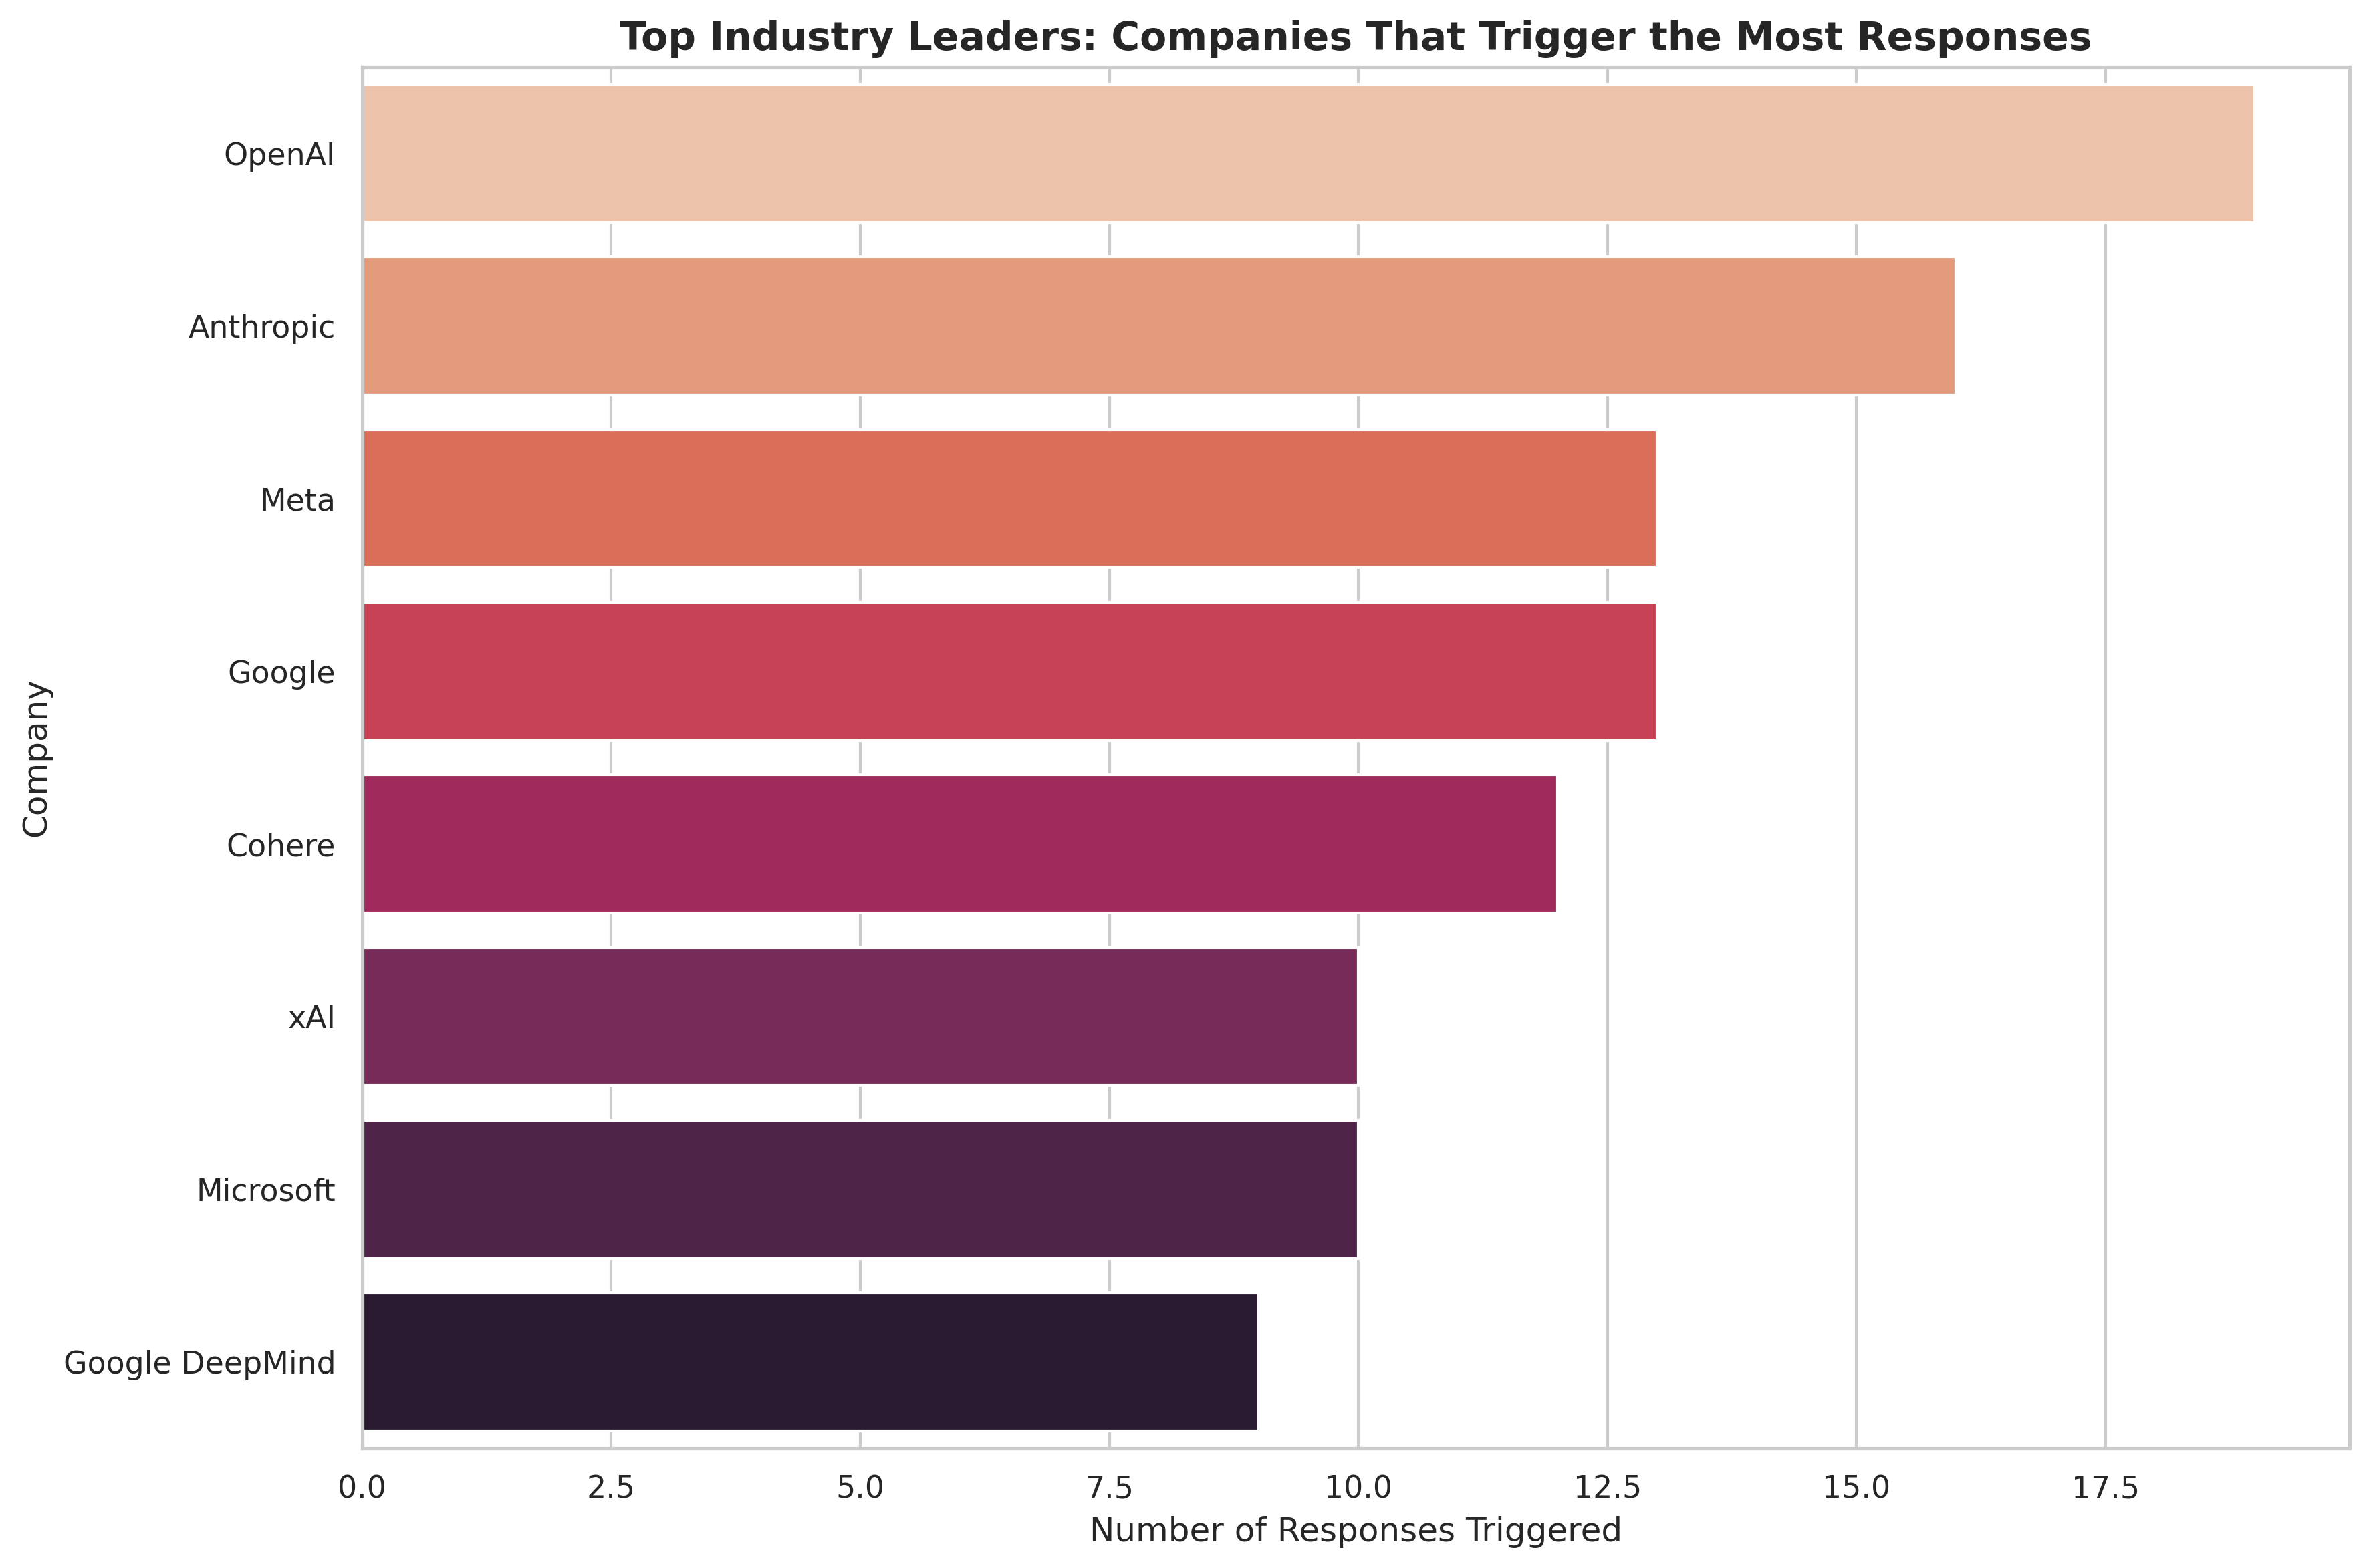 Top Industry Leaders: Companies That Trigger the Most Responses
OpenAI
Anthropic
Meta
Google
Cohere
xAI
Microsoft
Google DeepMind
Company
0.0 2.5 5.0 7.5 10.0 12.5 15.0 17.5
Number of Responses Triggered